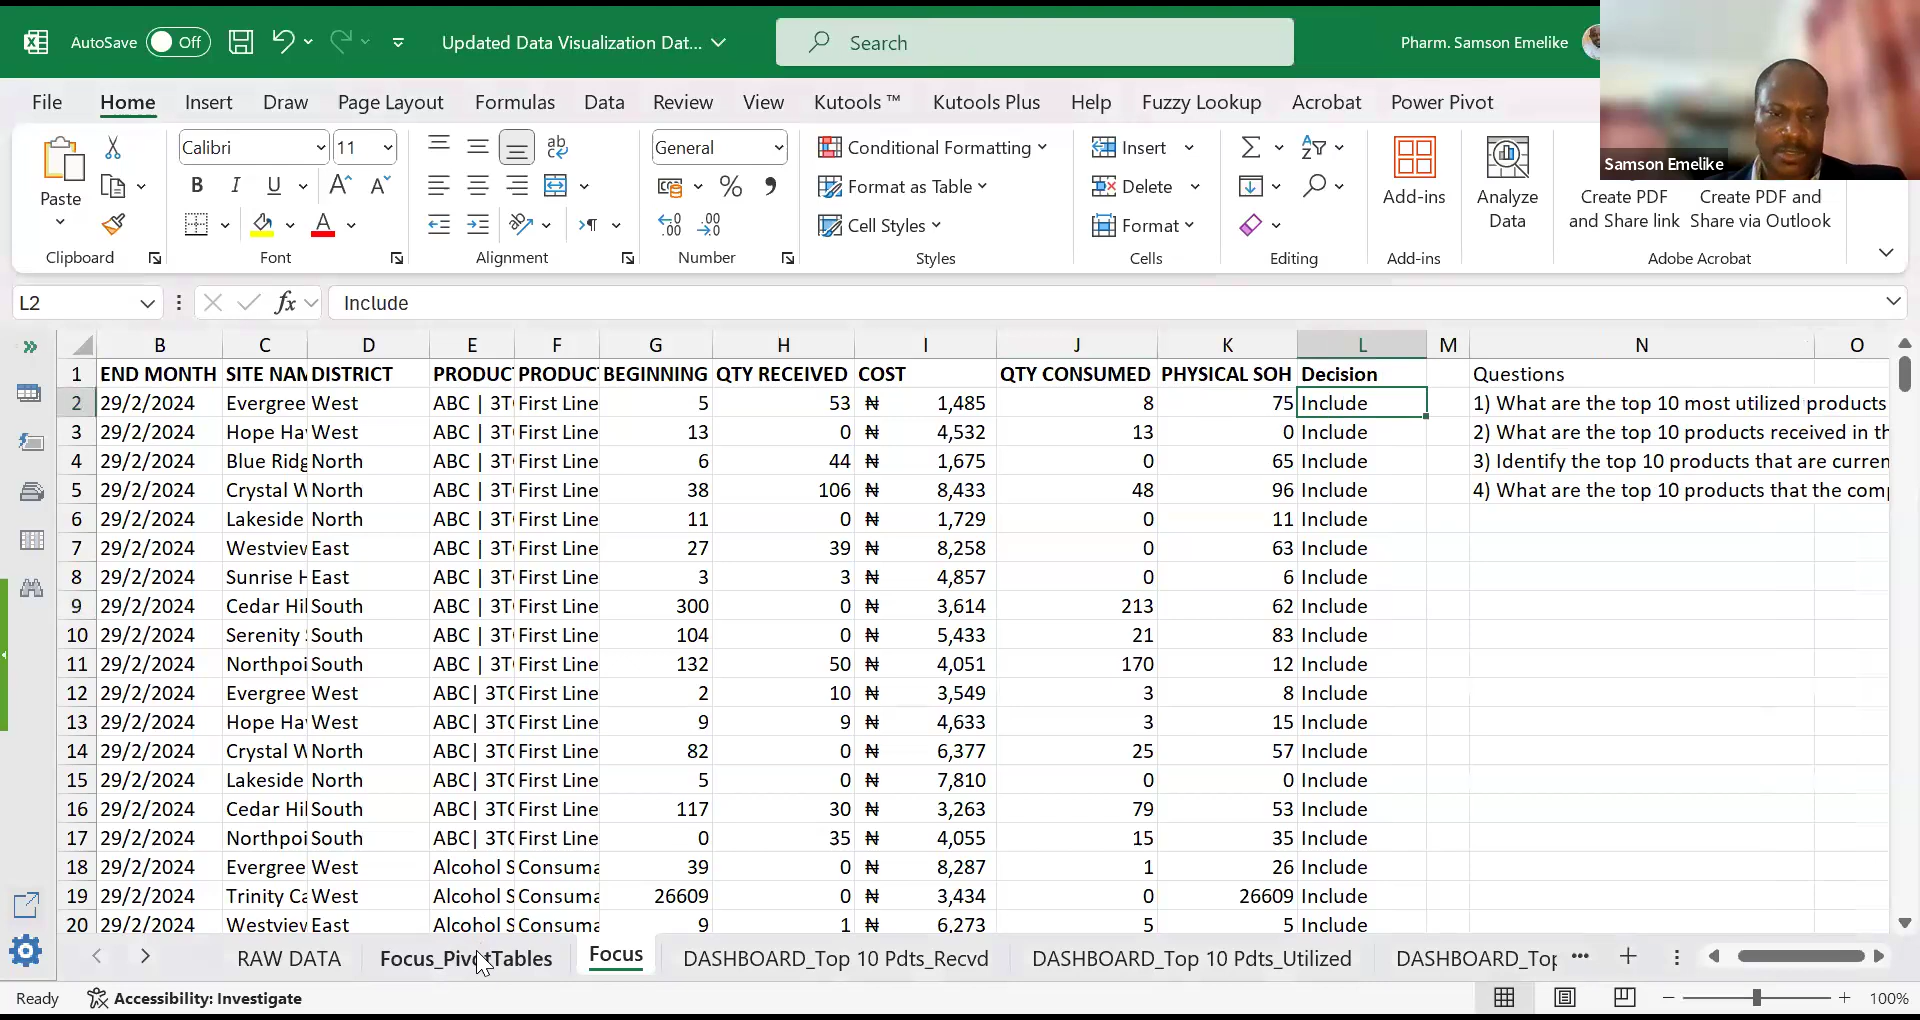 AutoSave Off Updated Data Visualization Dat... Search Pharm. Samson Emelike
File Home Insert Draw Page Layout Formulas Data Review View Kutools ™ Kutools Plus Help Fuzzy Lookup Acrobat Power Pivot
Samson Emelike
Paste
Calibri 11
General
Conditional Formatting
Format as Table
Cell Styles
Insert
Delete
Format
Add-ins
Analyze Data
Create PDF and Share link
Create PDF and Share via Outlook
Clipboard Font Alignment Number Styles Cells Editing Add-ins Adobe Acrobat
L2 fx Include
B C D E F G H I J K L M N O
1 END MONTH SITE NAM DISTRICT PRODUCT PRODUCT BEGINNING QTY RECEIVED COST QTY CONSUMED PHYSICAL SOH Decision Questions
2 29/2/2024 Evergree West ABC | 3T First Line 5 53 ₦ 1,485 8 75 Include 1) What are the top 10 most utilized products
3 29/2/2024 Hope Ha West ABC | 3T First Line 13 0 ₦ 4,532 13 0 Include 2) What are the top 10 products received in th
4 29/2/2024 Blue Ridg North ABC | 3T First Line 6 44 ₦ 1,675 0 65 Include 3) Identify the top 10 products that are curren
5 29/2/2024 Crystal W North ABC | 3T First Line 38 106 ₦ 8,433 48 96 Include 4) What are the top 10 products that the comp
6 29/2/2024 Lakeside North ABC | 3T First Line 11 0 ₦ 1,729 0 11 Include
7 29/2/2024 Westview East ABC | 3T First Line 27 39 ₦ 8,258 0 63 Include
8 29/2/2024 Sunrise H East ABC | 3T First Line 3 3 ₦ 4,857 0 6 Include
9 29/2/2024 Cedar Hil South ABC | 3T First Line 300 0 ₦ 3,614 213 62 Include
10 29/2/2024 Serenity South ABC | 3T First Line 104 0 ₦ 5,433 21 83 Include
11 29/2/2024 Northpoi South ABC | 3T First Line 132 50 ₦ 4,051 170 12 Include
12 29/2/2024 Evergree West ABC| 3TC First Line 2 10 ₦ 3,549 3 8 Include
13 29/2/2024 Hope Ha West ABC| 3TC First Line 9 9 ₦ 4,633 3 15 Include
14 29/2/2024 Crystal W North ABC| 3TC First Line 82 0 ₦ 6,377 25 57 Include
15 29/2/2024 Lakeside North ABC| 3TC First Line 5 0 ₦ 7,810 0 0 Include
16 29/2/2024 Cedar Hil South ABC| 3TC First Line 117 30 ₦ 3,263 79 53 Include
17 29/2/2024 Northpoi South ABC| 3TC First Line 0 35 ₦ 4,055 15 35 Include
18 29/2/2024 Evergree West Alcohol S Consuma 39 0 ₦ 8,287 1 26 Include
19 29/2/2024 Trinity Ca West Alcohol S Consuma 26609 0 ₦ 3,434 0 26609 Include
20 29/2/2024 Westview East Alcohol S Consuma 9 1 ₦ 6,273 5 5 Include
RAW DATA Focus_PivotTables Focus DASHBOARD_Top 10 Pdts_Recvd DASHBOARD_Top 10 Pdts_Utilized DASHBOARD_Top
Ready Accessibility: Investigate 100%